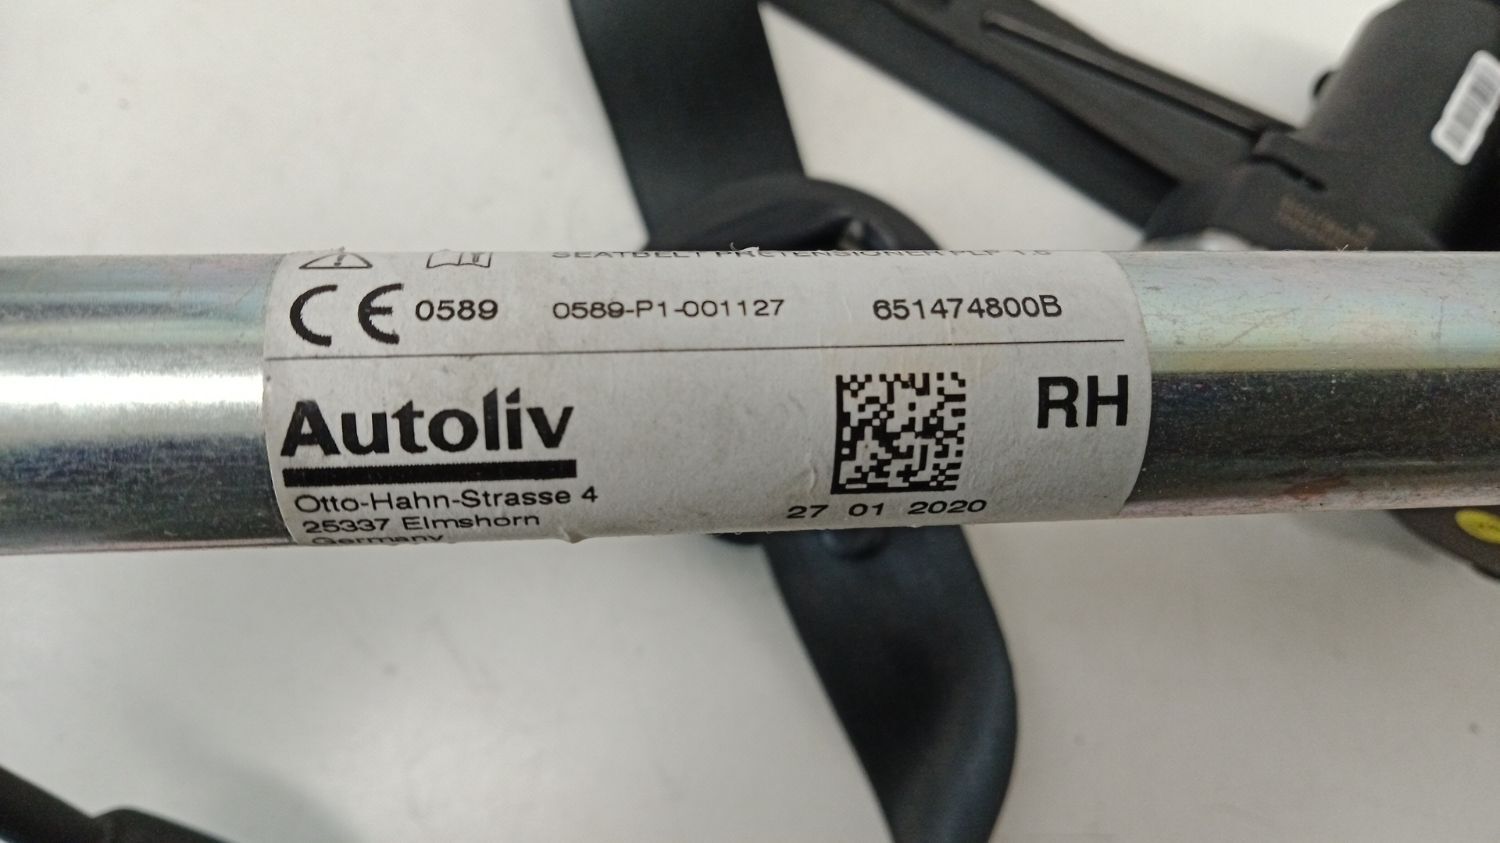 SEATBELT PRETENSIONER PLP 1.6
CE 0589 0589-P1-001127 651474800B
Autoliv
RH
Otto-Hahn-Strasse 4
25337 Elmshorn
27 01 2020
Germany